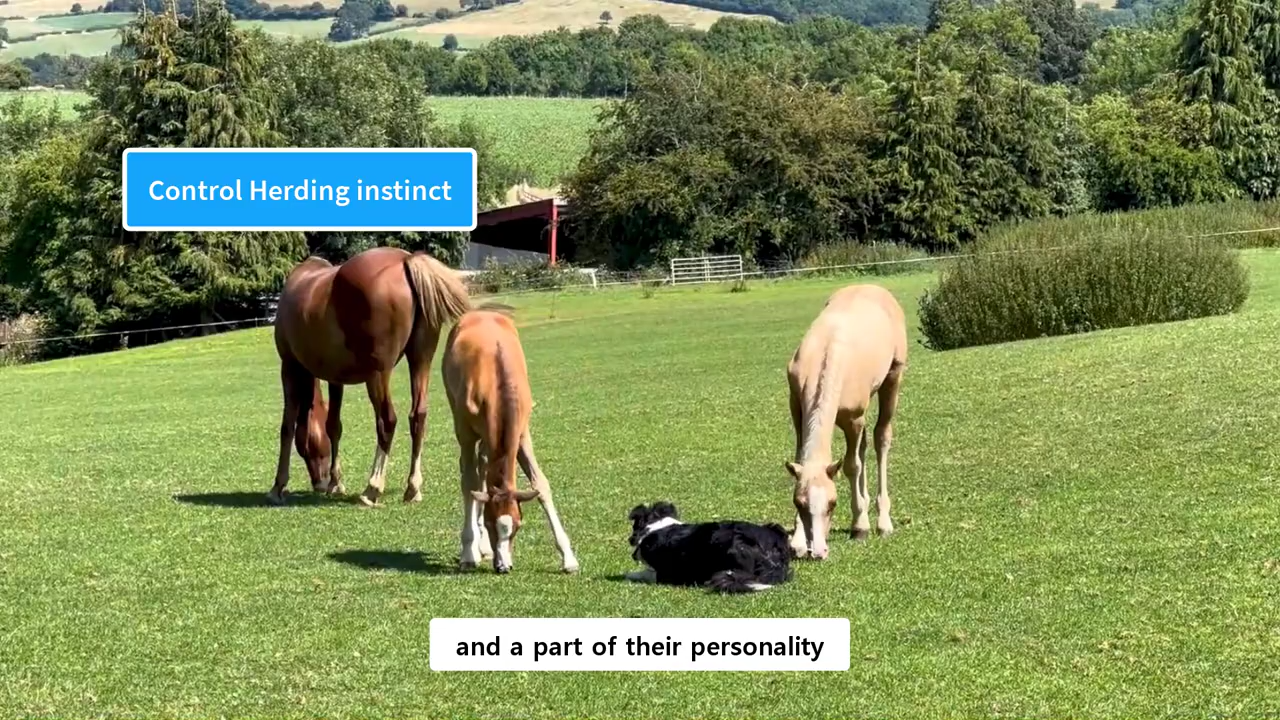 Control Herding instinct
and a part of their personality